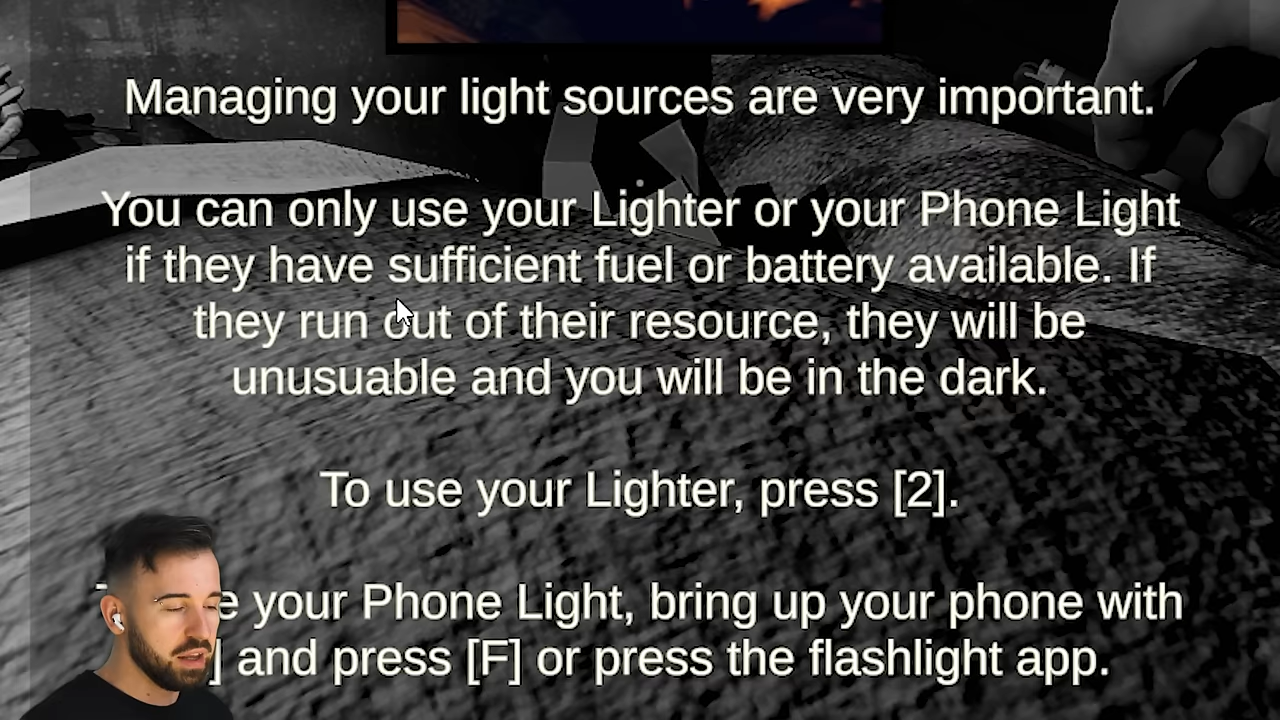 Managing your light sources are very important.
You can only use your Lighter or your Phone Light
if they have sufficient fuel or battery available. If
they run out of their resource, they will be
unusuable and you will be in the dark.
To use your Lighter, press [2].
your Phone Light, bring up your phone with
and press [F] or press the flashlight app.